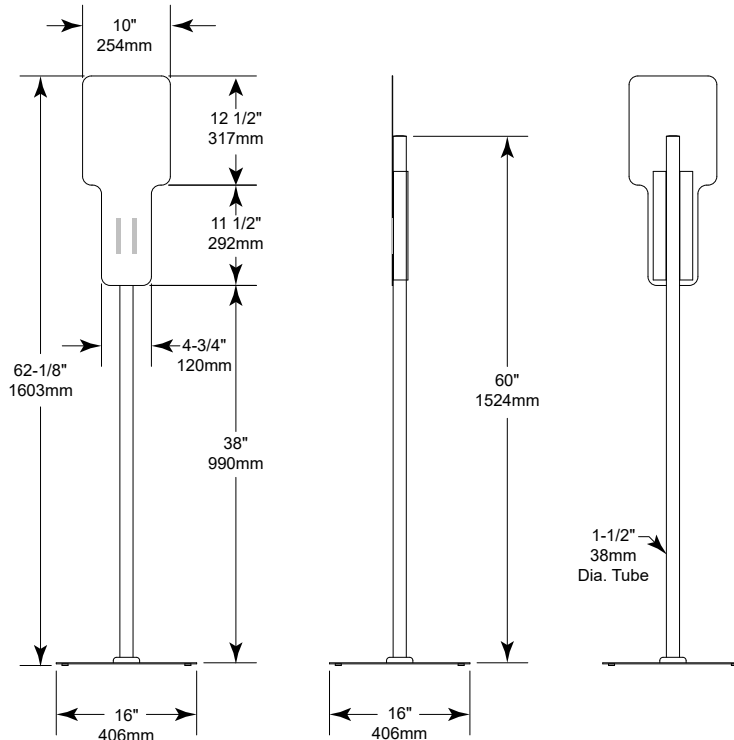 10"
254mm
12 1/2"
317mm
11 1/2"
292mm
4-3/4"
120mm
62-1/8"
1603mm
38"
990mm
16"
406mm
60"
1524mm
16"
406mm
1-1/2"
38mm
Dia. Tube